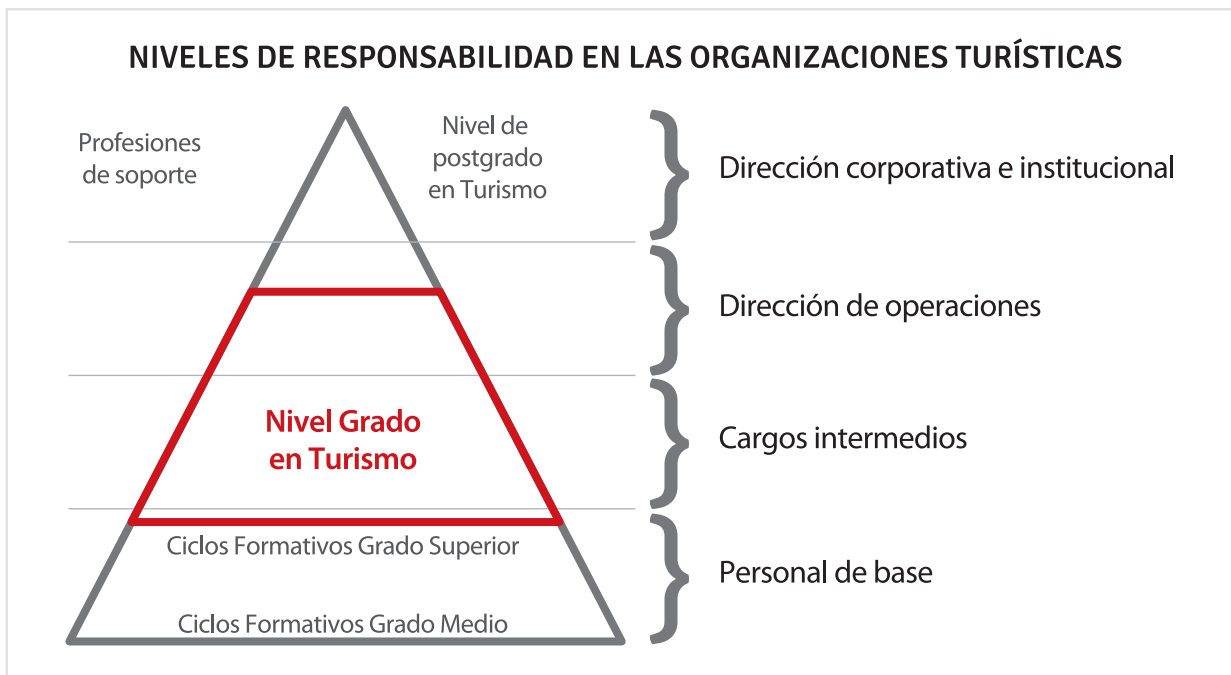 NIVELES DE RESPONSABILIDAD EN LAS ORGANIZACIONES TURÍSTICAS
Profesiones
de soporte
Nivel de
postgrado
en Turismo
Dirección corporativa e institucional
Dirección de operaciones
Nivel Grado
en Turismo
Cargos intermedios
Ciclos Formativos Grado Superior
Personal de base
Ciclos Formativos Grado Medio